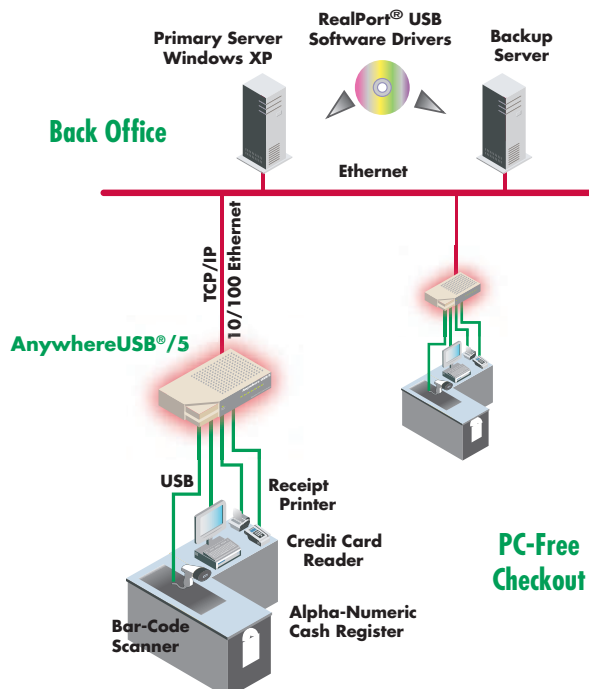 RealPort® USB
Software Drivers
Primary Server
Windows XP
Backup
Server
Back Office
Ethernet
TCP/IP
10/100 Ethernet
AnywhereUSB®/5
USB
Receipt
Printer
Credit Card
Reader
PC-Free
Checkout
Alpha-Numeric
Cash Register
Bar-Code
Scanner